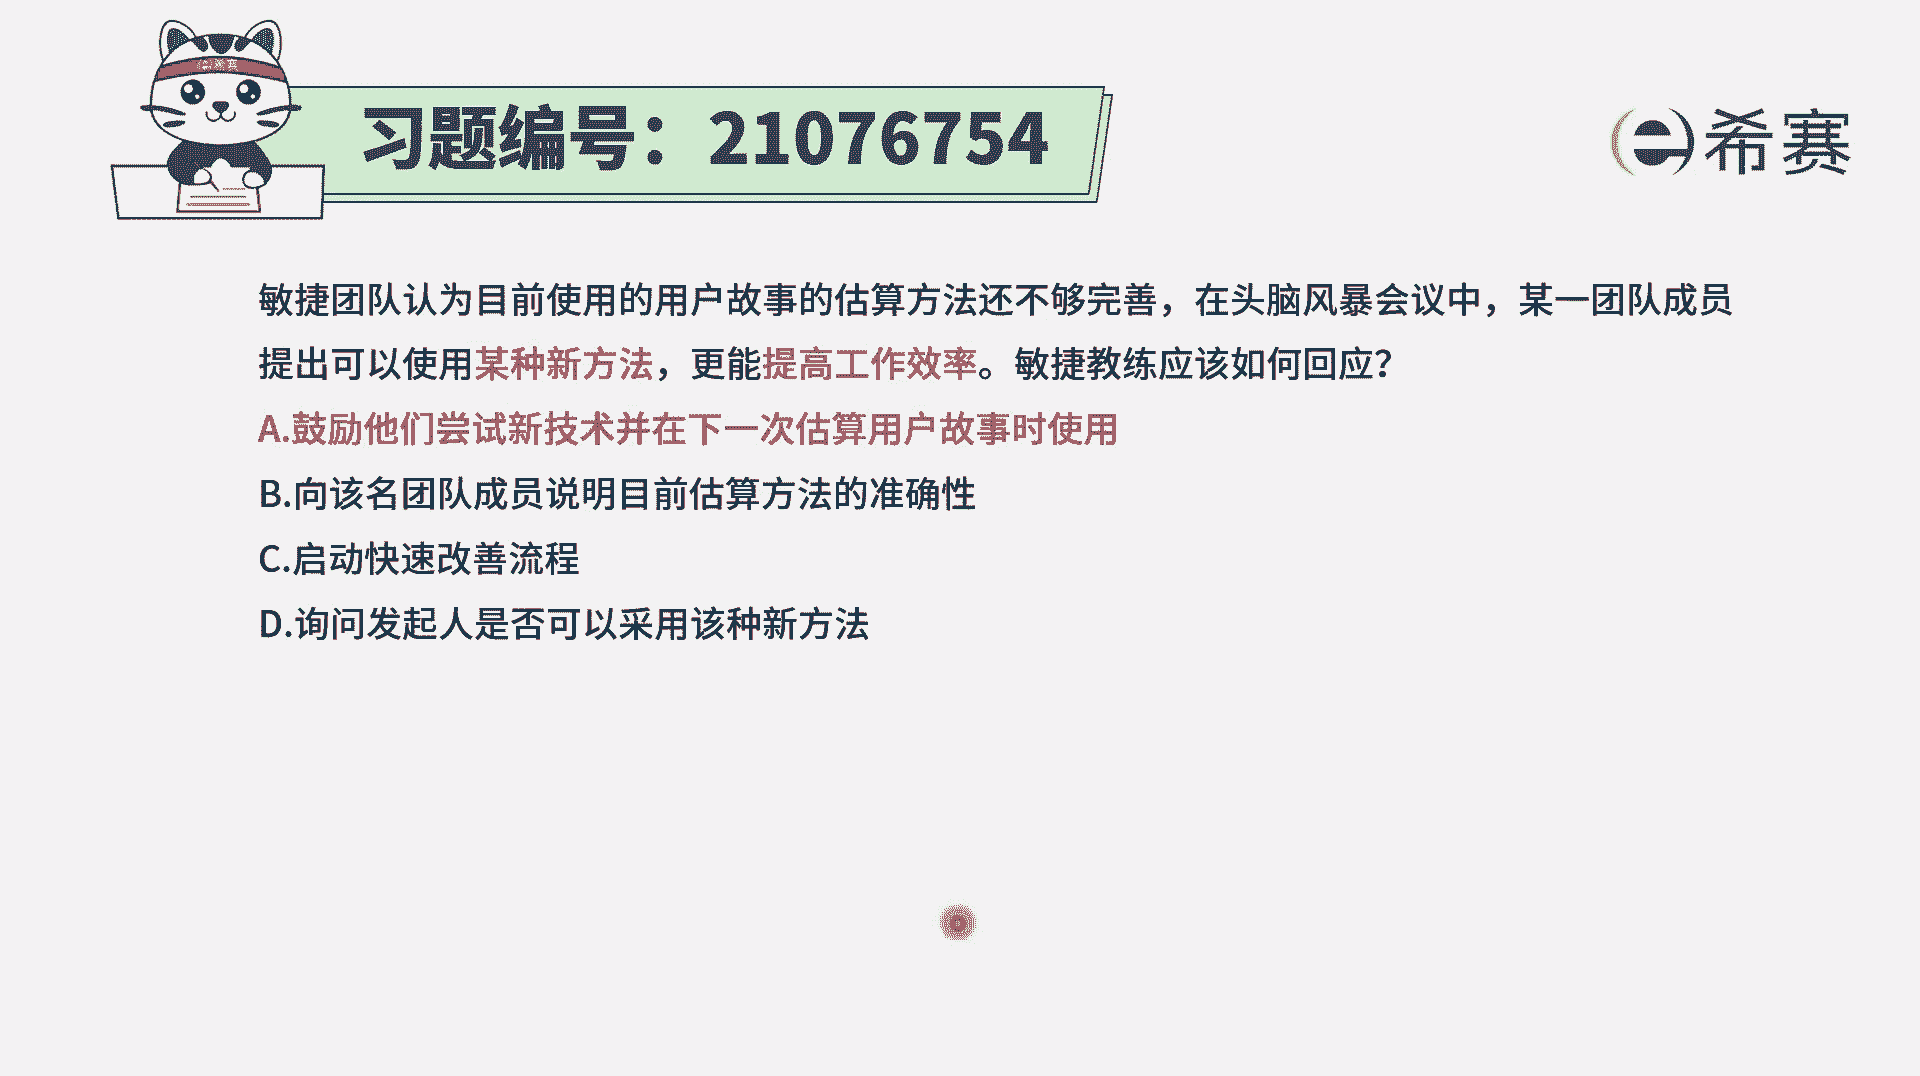 e希赛
习题编号：21076754
e希赛
敏捷团队认为目前使用的用户故事的估算方法还不够完善，在头脑风暴会议中，某一团队成员
提出可以使用某种新方法，更能提高工作效率。敏捷教练应该如何回应？
A.鼓励他们尝试新技术并在下一次估算用户故事时使用
B.向该名团队成员说明目前估算方法的准确性
C.启动快速改善流程
D.询问发起人是否可以采用该种新方法